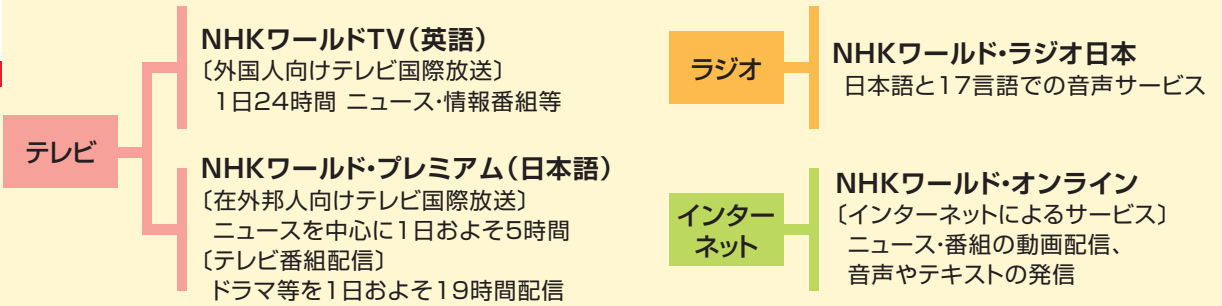 テレビ
NHKワールドTV（英語）
〔外国人向けテレビ国際放送〕
1日24時間 ニュース・情報番組等
NHKワールド・プレミアム（日本語）
〔在外邦人向けテレビ国際放送〕
ニュースを中心に1日およそ5時間
〔テレビ番組配信〕
ドラマ等を1日およそ19時間配信
ラジオ
NHKワールド・ラジオ日本
日本語と17言語での音声サービス
インター
ネット
NHKワールド・オンライン
〔インターネットによるサービス〕
ニュース・番組の動画配信、
音声やテキストの発信